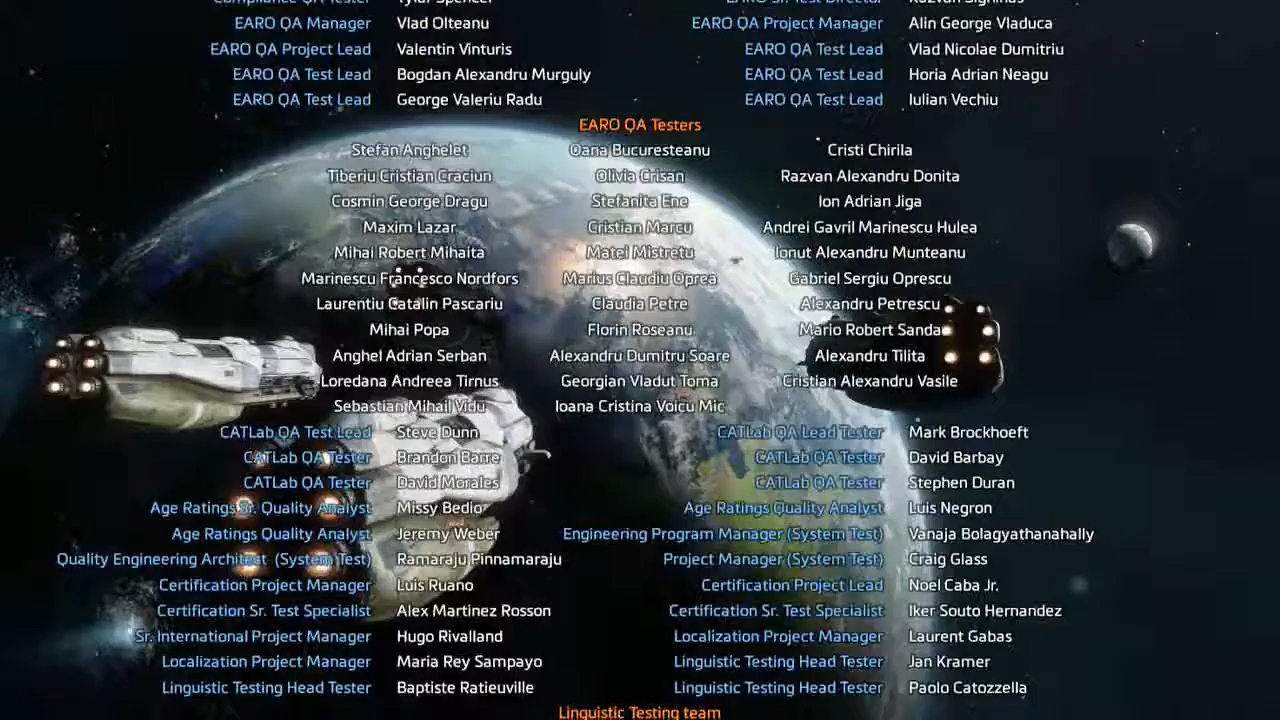 Compliance QA Tester Tylar Spencer EARO Sr. Test Director Razvan Sighinas
EARO QA Manager Vlad Olteanu EARO QA Project Manager Alin George Vladuca
EARO QA Project Lead Valentin Vinturis EARO QA Test Lead Vlad Nicolae Dumitriu
EARO QA Test Lead Bogdan Alexandru Murguly EARO QA Test Lead Horia Adrian Neagu
EARO QA Test Lead George Valeriu Radu EARO QA Test Lead Iulian Vechiu
EARO QA Testers
Stefan Anghelet Oana Bucuresteanu Cristi Chirila
Tiberiu Cristian Craciun Olivia Crisan Razvan Alexandru Donita
Cosmin George Dragu Stefanita Ene Ion Adrian Jiga
Maxim Lazar Cristian Marcu Andrei Gavril Marinescu Hulea
Mihai Robert Mihaita Matei Mistretu Ionut Alexandru Munteanu
Marinescu Francesco Nordfors Marius Claudiu Oprea Gabriel Sergiu Oprescu
Laurentiu Catalin Pascariu Claudia Petre Alexandru Petrescu
Mihai Popa Florin Roseanu Mario Robert Sanda
Anghel Adrian Serban Alexandru Dumitru Soare Alexandru Tilita
Loredana Andreea Tirnus Georgian Vladut Toma Cristian Alexandru Vasile
Sebastian Mihail Vidu Ioana Cristina Voicu Mic
CATLab QA Test Lead Steve Dunn CATLab QA Lead Tester Mark Brockhoeft
CATLab QA Tester Brandon Barre CATLab QA Tester David Barbay
CATLab QA Tester David Morales CATLab QA Tester Stephen Duran
Age Ratings Sr. Quality Analyst Missy Bedio Age Ratings Quality Analyst Luis Negron
Age Ratings Quality Analyst Jeremy Weber Engineering Program Manager (System Test) Vanaja Bolagyathanahally
Quality Engineering Architect (System Test) Ramaraju Pinnamaraju Project Manager (System Test) Craig Glass
Certification Project Manager Luis Ruano Certification Project Lead Noel Caba Jr.
Certification Sr. Test Specialist Alex Martinez Rosson Certification Sr. Test Specialist Iker Souto Hernandez
Sr. International Project Manager Hugo Rivalland Localization Project Manager Laurent Gabas
Localization Project Manager Maria Rey Sampayo Linguistic Testing Head Tester Jan Kramer
Linguistic Testing Head Tester Baptiste Ratieuville Linguistic Testing Head Tester Paolo Catozzella
Linguistic Testing team